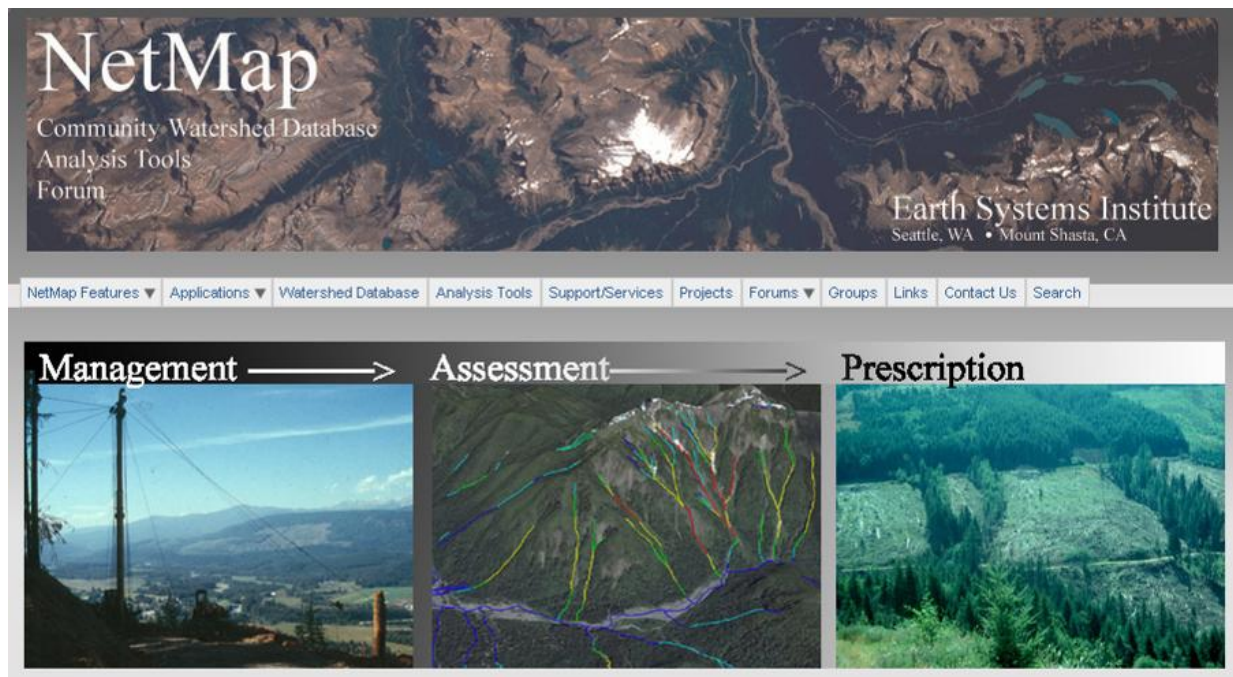 NetMap
Community Watershed Database
Analysis Tools
Forum
Earth Systems Institute
Seattle, WA • Mount Shasta, CA
NetMap Features ▼ Applications ▼ Watershed Database Analysis Tools Support/Services Projects Forums ▼ Groups Links Contact Us Search
Management Assessment Prescription